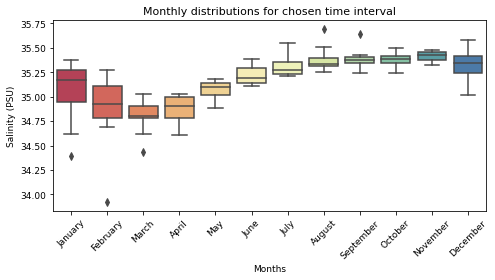 Monthly distributions for chosen time interval
35.75
35.50
35.25
35.00
34.75
34.50
34.25
34.00
Salinity (PSU)
January
February
March
April
May
June
July
August
September
October
November
December
Months